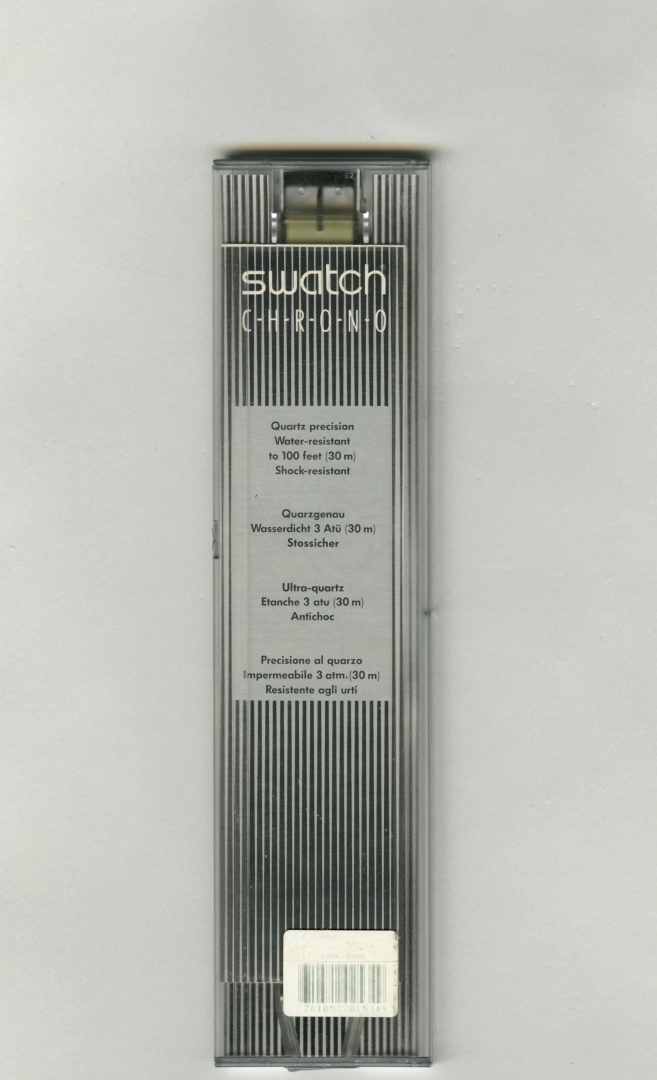 swatch
C-H-R-O-N-O
Quartz precision
Water-resistant
to 100 feet (30 m)
Shock-resistant
Quarzgenau
Wasserdicht 3 Atü (30 m)
Stossicher
Ultra-quartz
Etanche 3 atu (30 m)
Antichoc
Precisione al quarzo
Impermeabile 3 atm.(30 m)
Resistente agli urti